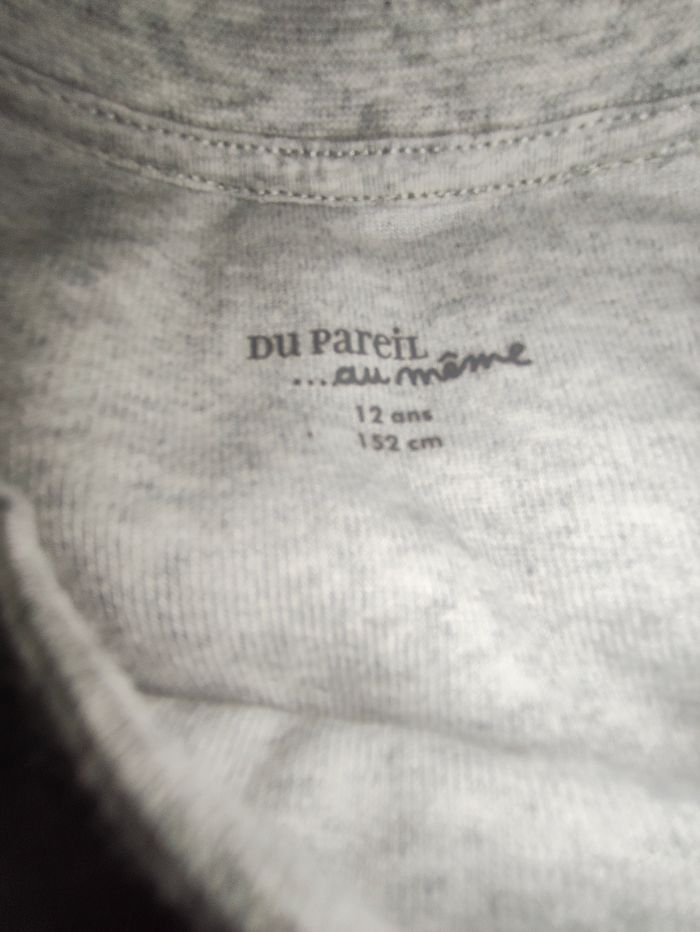 DU PareiL
...au même
12 ans
152 cm